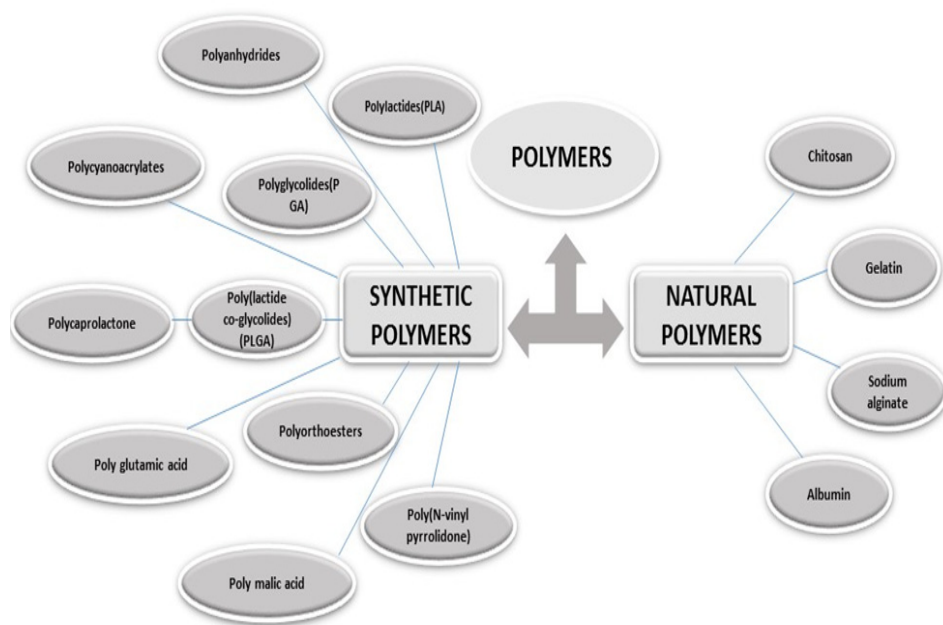 Polyanhydrides
Polylactides(PLA)
POLYMERS
Chitosan
Polycyanoacrylates
Polyglycolides(P
GA)
Gelatin
SYNTHETIC
POLYMERS
NATURAL
POLYMERS
Polycaprolactone
Poly(lactide
co-glycolides)
(PLGA)
Sodium
alginate
Polyorthoesters
Poly glutamic acid
Albumin
Poly(N-vinyl
pyrrolidone)
Poly malic acid